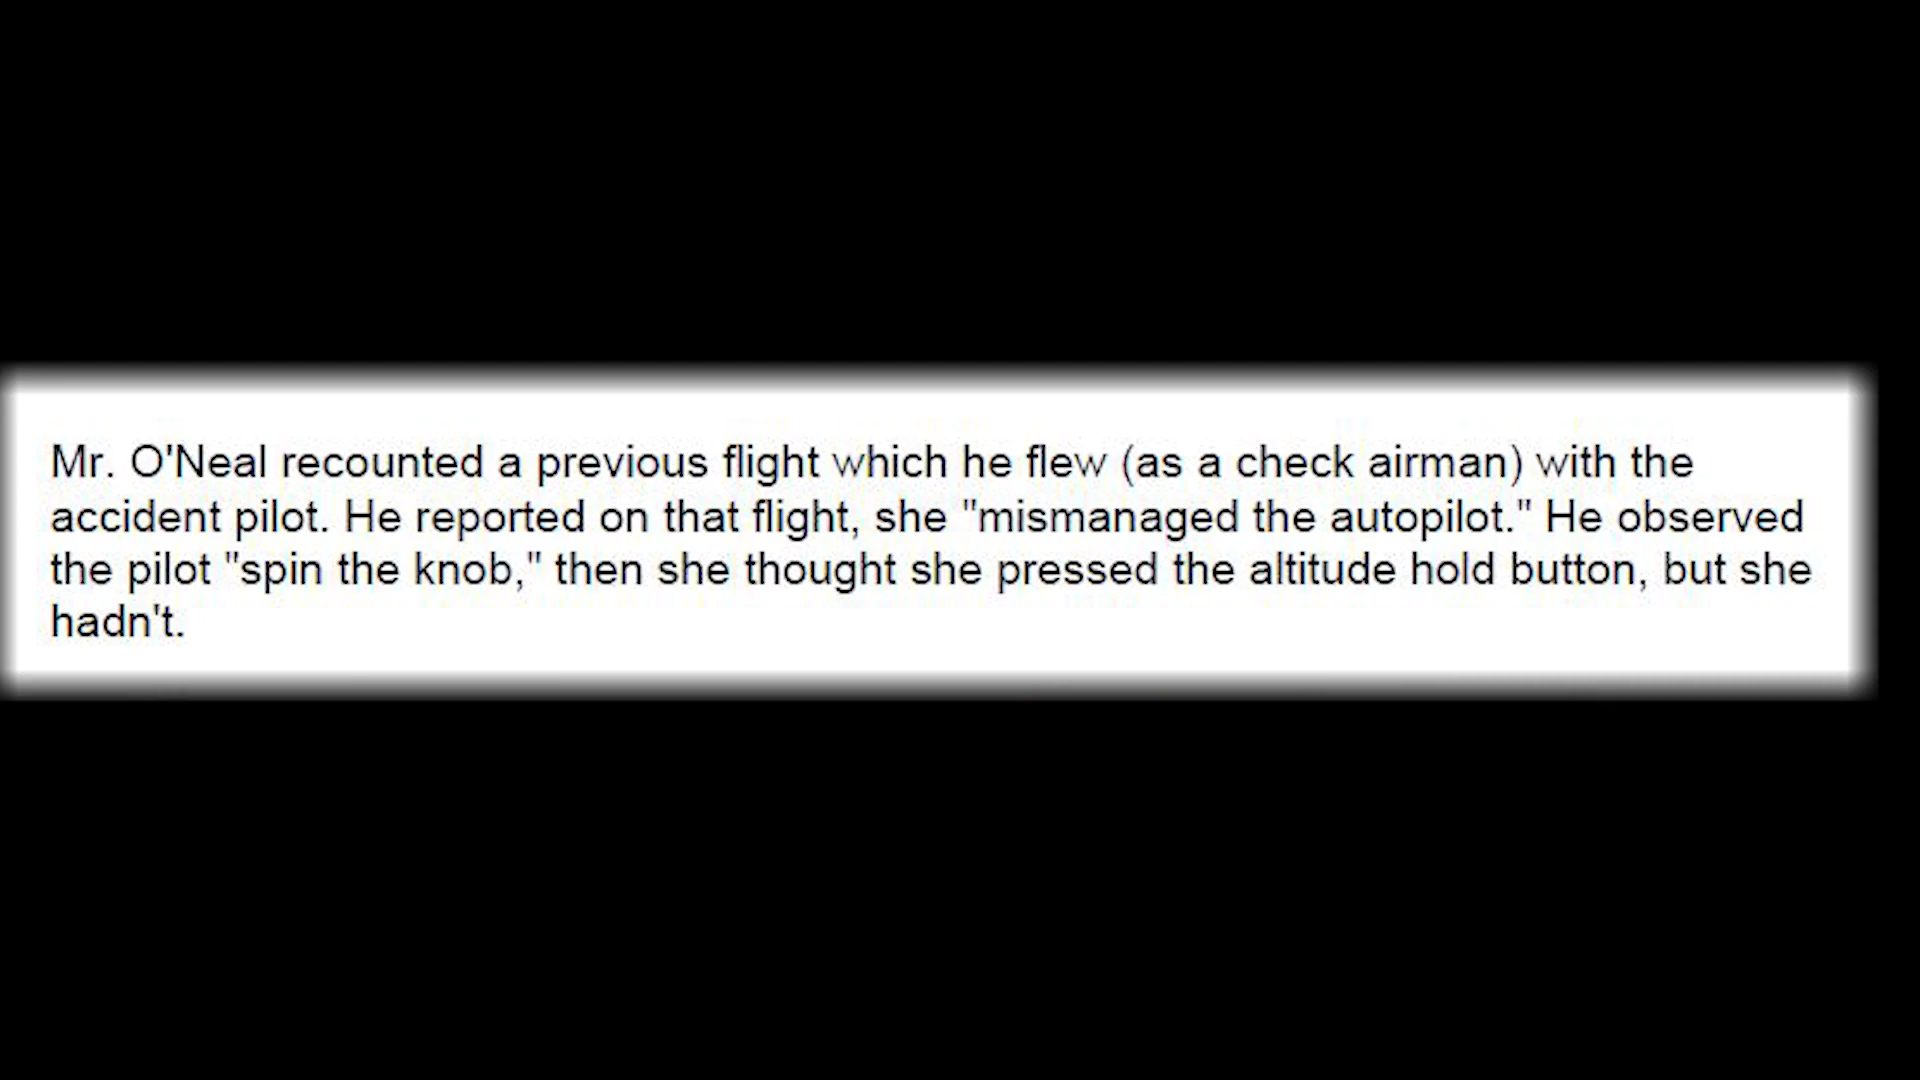 Mr. O'Neal recounted a previous flight which he flew (as a check airman) with the
accident pilot. He reported on that flight, she "mismanaged the autopilot." He observed
the pilot "spin the knob," then she thought she pressed the altitude hold button, but she
hadn't.